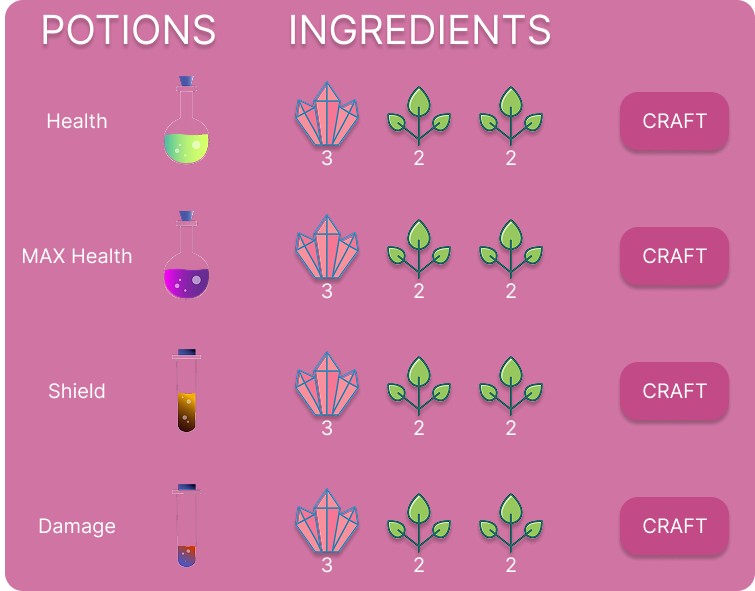 POTIONS INGREDIENTS
Health CRAFT
3 2 2
MAX Health CRAFT
3 2 2
Shield CRAFT
3 2 2
Damage CRAFT
3 2 2